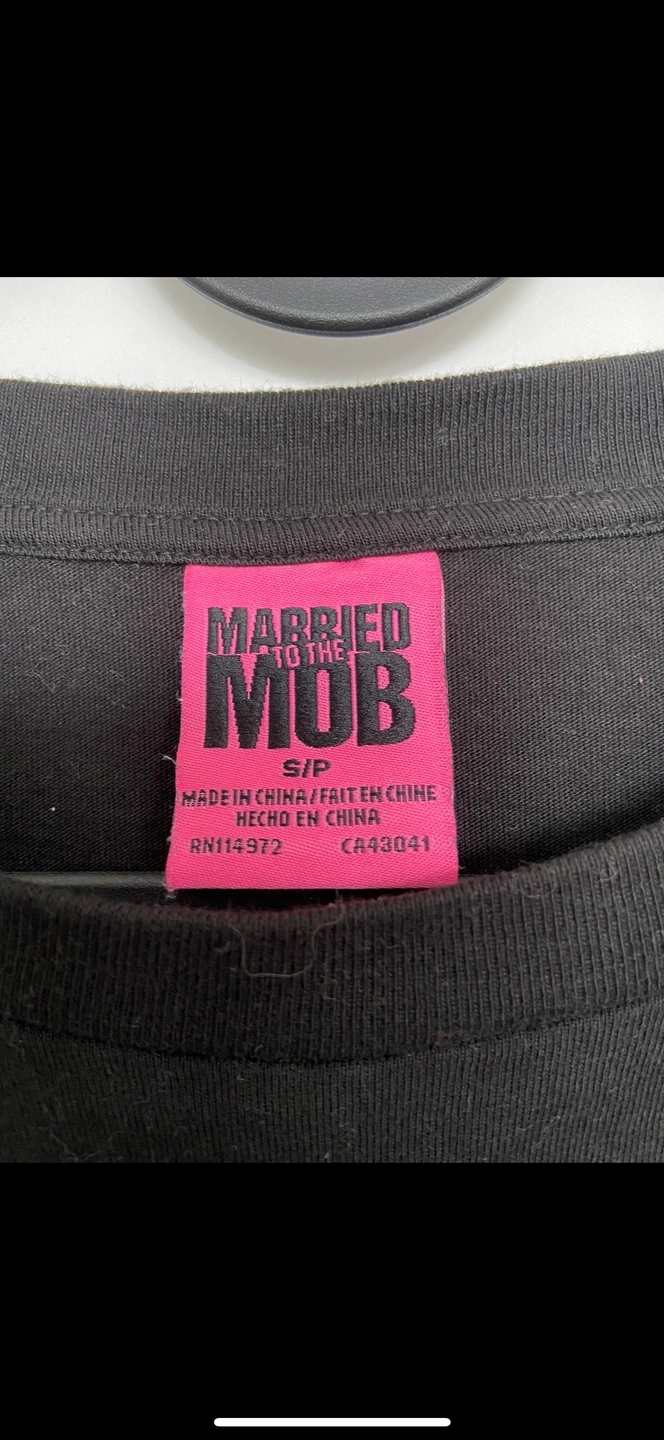 MARRIED
TO THE
MOB
S/P
MADE IN CHINA/FAIT EN CHINE
HECHO EN CHINA
RN114972 CA43041